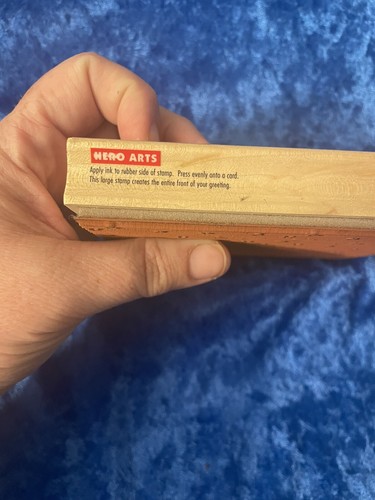 HERO ARTS
Apply ink to rubber side of stamp. Press evenly onto a card.
This large stamp creates the entire front of your greeting.